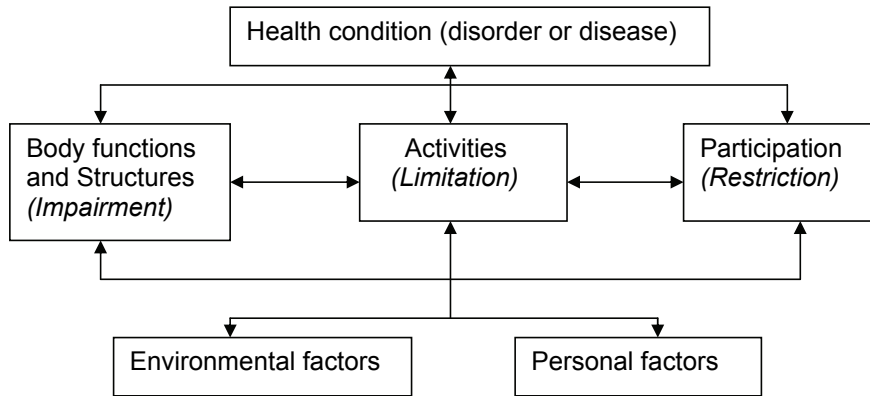 Health condition (disorder or disease)
Body functions
and Structures
(Impairment)
Activities
(Limitation)
Participation
(Restriction)
Environmental factors
Personal factors